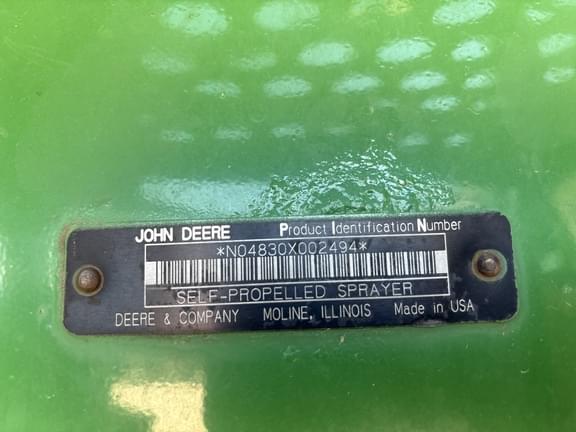 JOHN DEERE Product Identification Number
*N04830X002494*
SELF-PROPELLED SPRAYER
DEERE & COMPANY MOLINE, ILLINOIS Made in USA